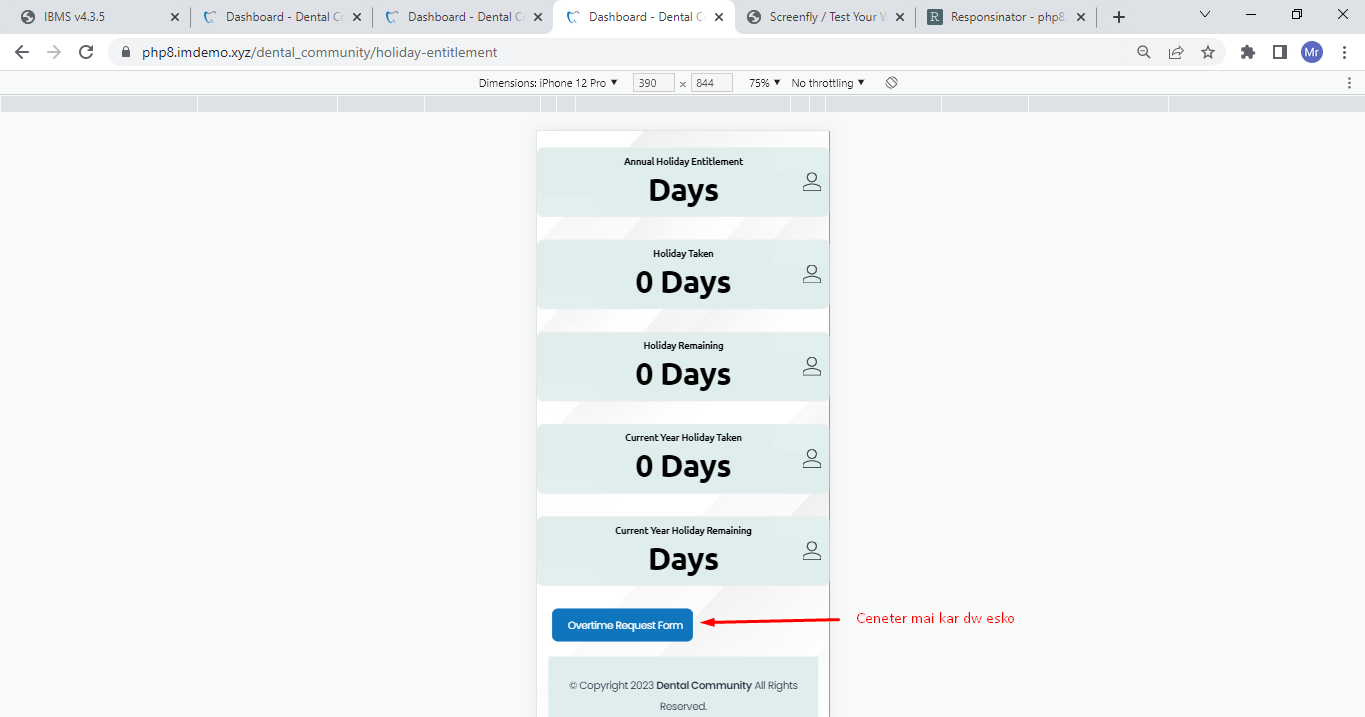 IBMS v4.3.5
Dashboard - Dental C
Dashboard - Dental C
Dashboard - Dental C
Screenfly / Test Your W
Responsinator - php8
php8.imdemo.xyz/dental_community/holiday-entitlement
Mr
Dimensions: iPhone 12 Pro ▼ 390 x 844 75% ▼ No throttling ▼
Annual Holiday Entitlement
Days
Holiday Taken
0 Days
Holiday Remaining
0 Days
Current Year Holiday Taken
0 Days
Current Year Holiday Remaining
Days
Overtime Request Form
Ceneter mai kar dw esko
© Copyright 2023 Dental Community All Rights
Reserved.